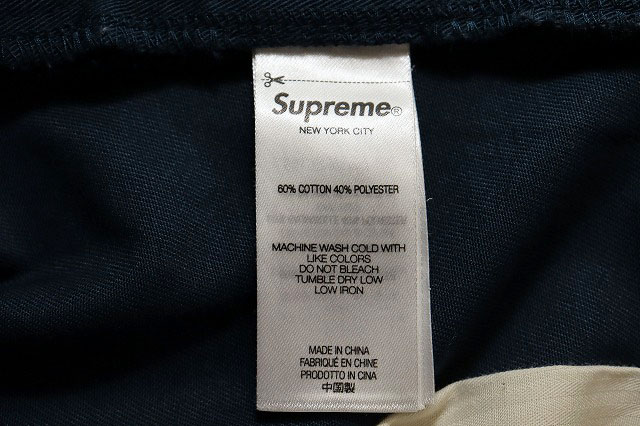 Supreme®
NEW YORK CITY
60% COTTON 40% POLYESTER
MACHINE WASH COLD WITH
LIKE COLORS
DO NOT BLEACH
TUMBLE DRY LOW
LOW IRON
MADE IN CHINA
FABRIQUÉ EN CHINE
PRODOTTO IN CINA
中国製